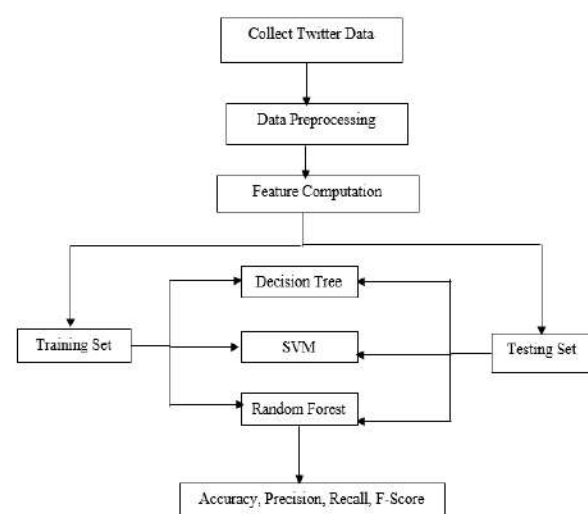 Collect Twitter Data
Data Preprocessing
Feature Computation
Decision Tree
Training Set
SVM
Testing Set
Random Forest
Accuracy, Precision, Recall, F-Score